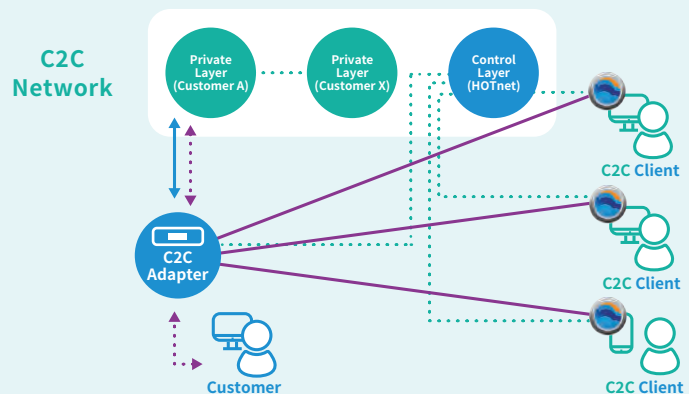 C2C
Network
Private
Layer
(Customer A)
Private
Layer
(Customer X)
Control
Layer
(HOTnet)
C2C Client
C2C Client
C2C Client
C2C
Adapter
Customer